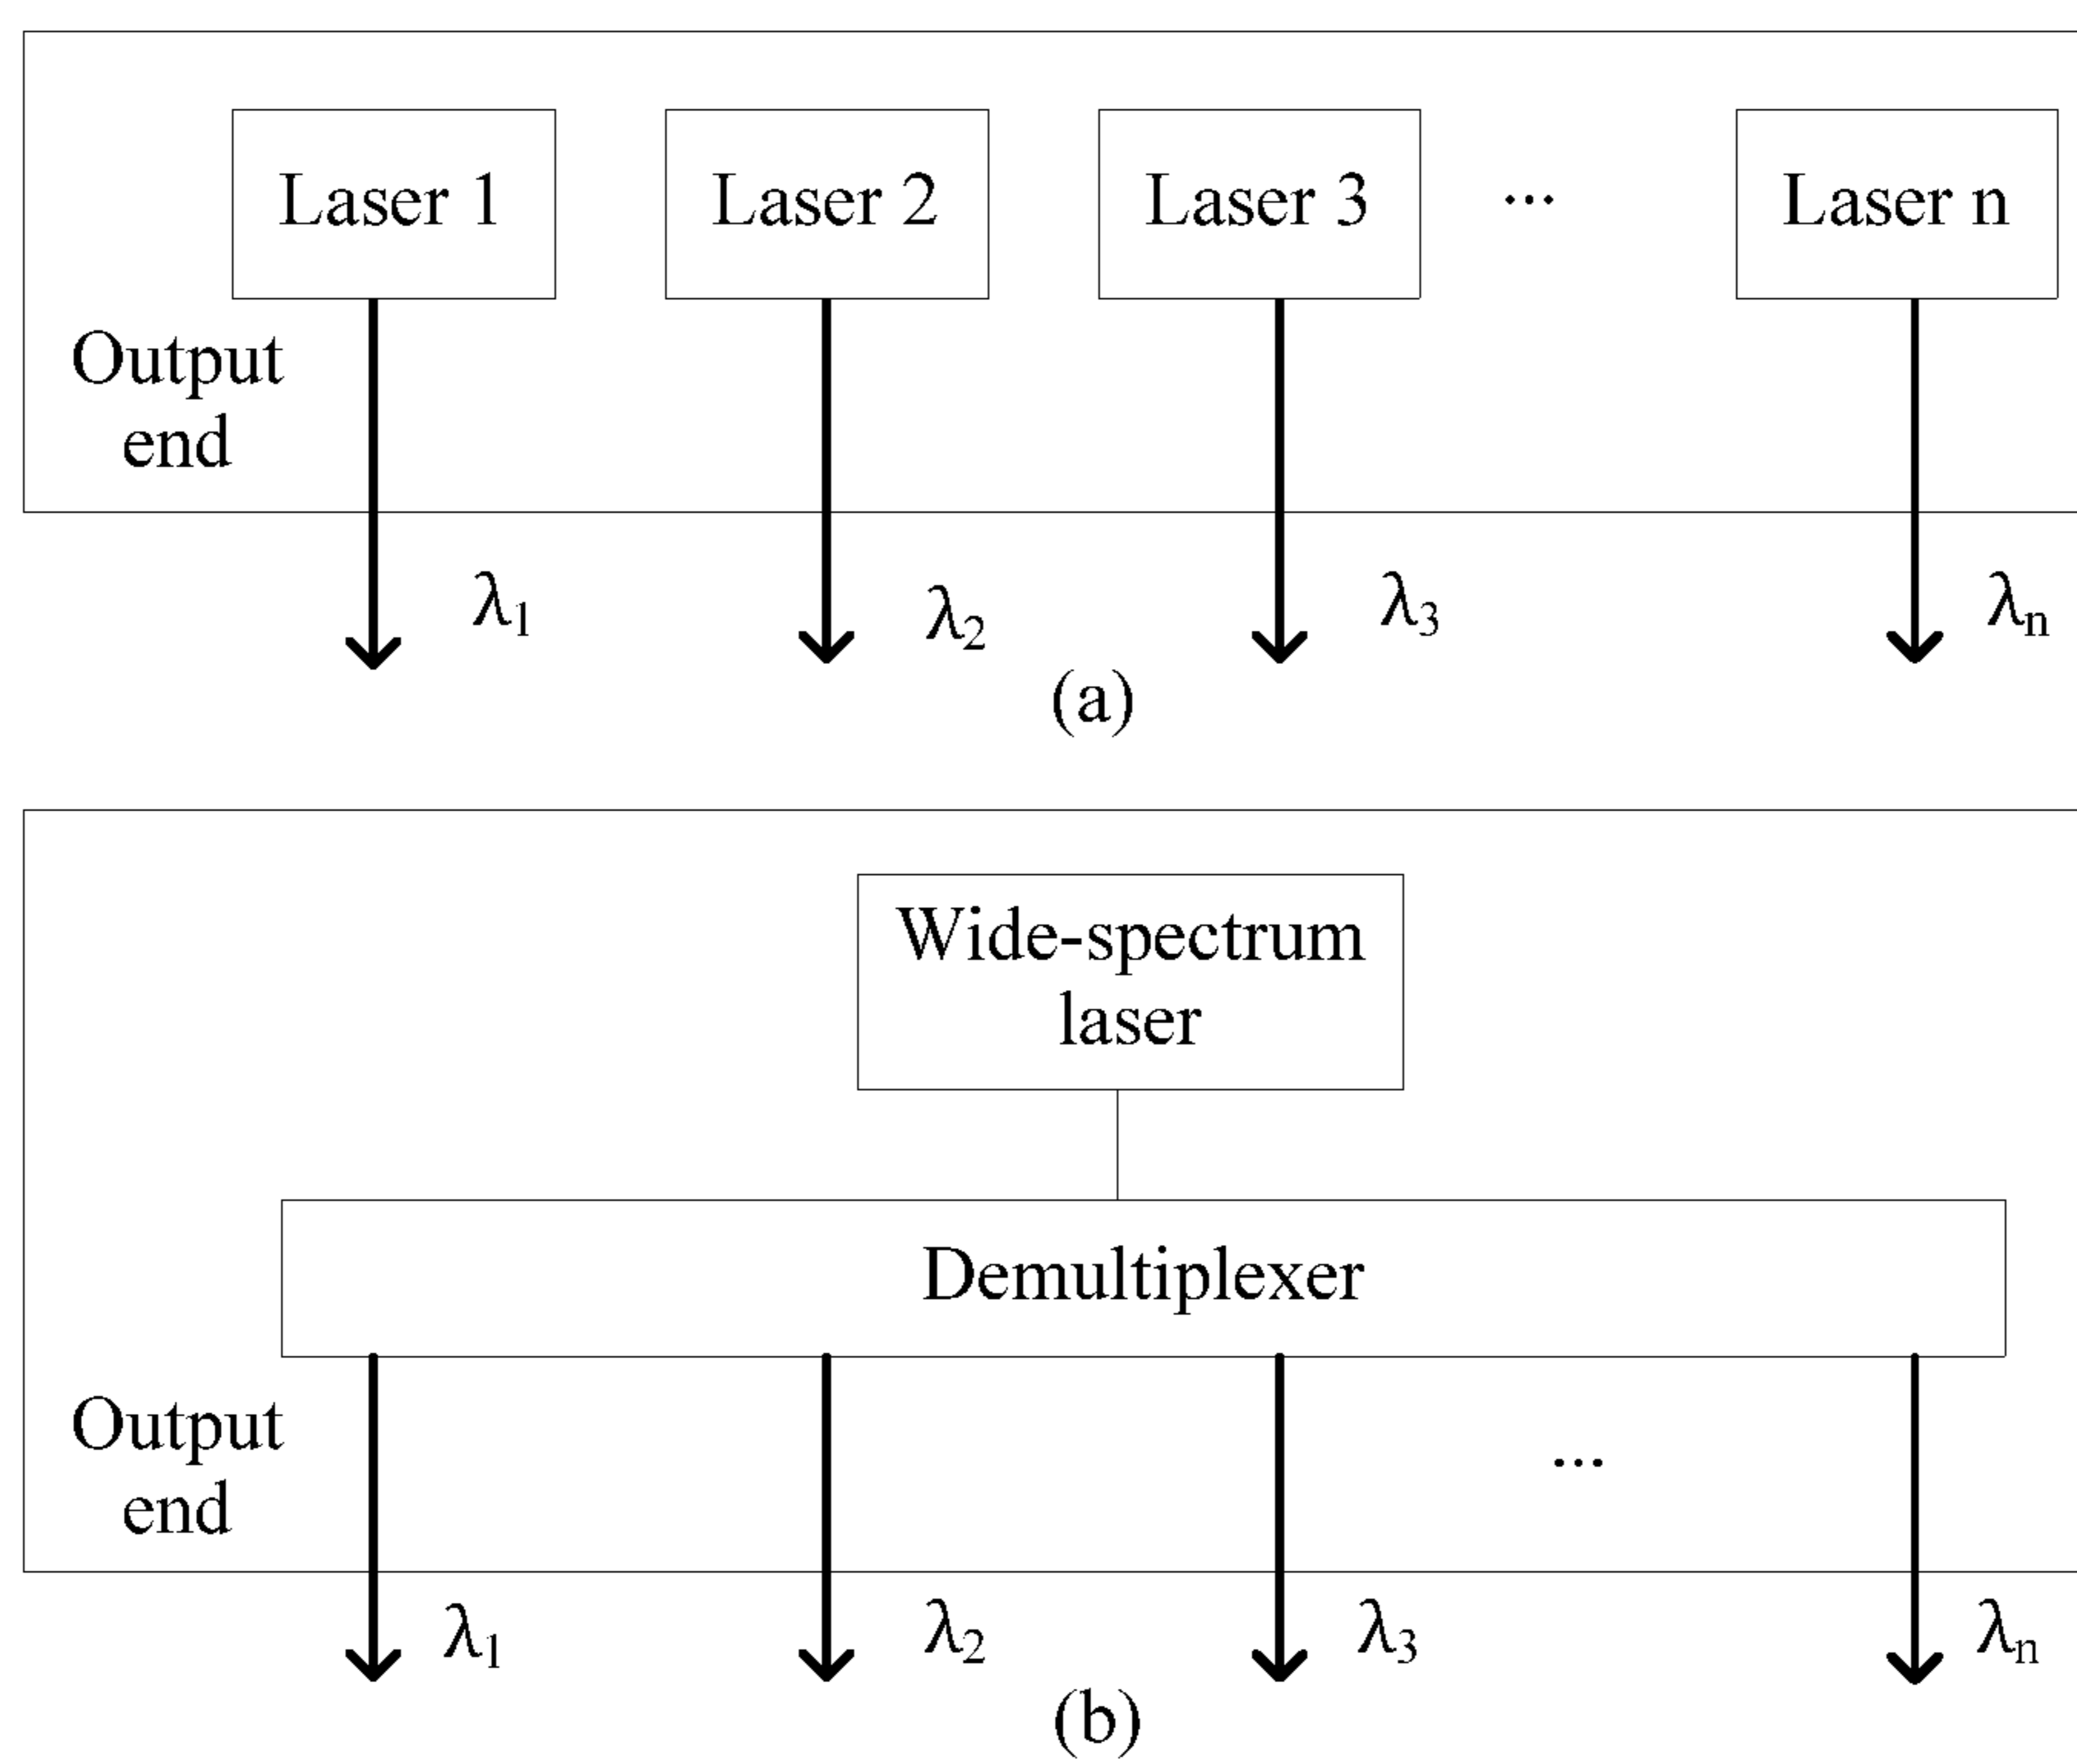 Laser 1 Laser 2 Laser 3 ... Laser n
Output
end
λ1 λ2 λ3 λn
(a)
Wide-spectrum
laser
Demultiplexer
Output
end
...
λ1 λ2 λ3 λn
(b)